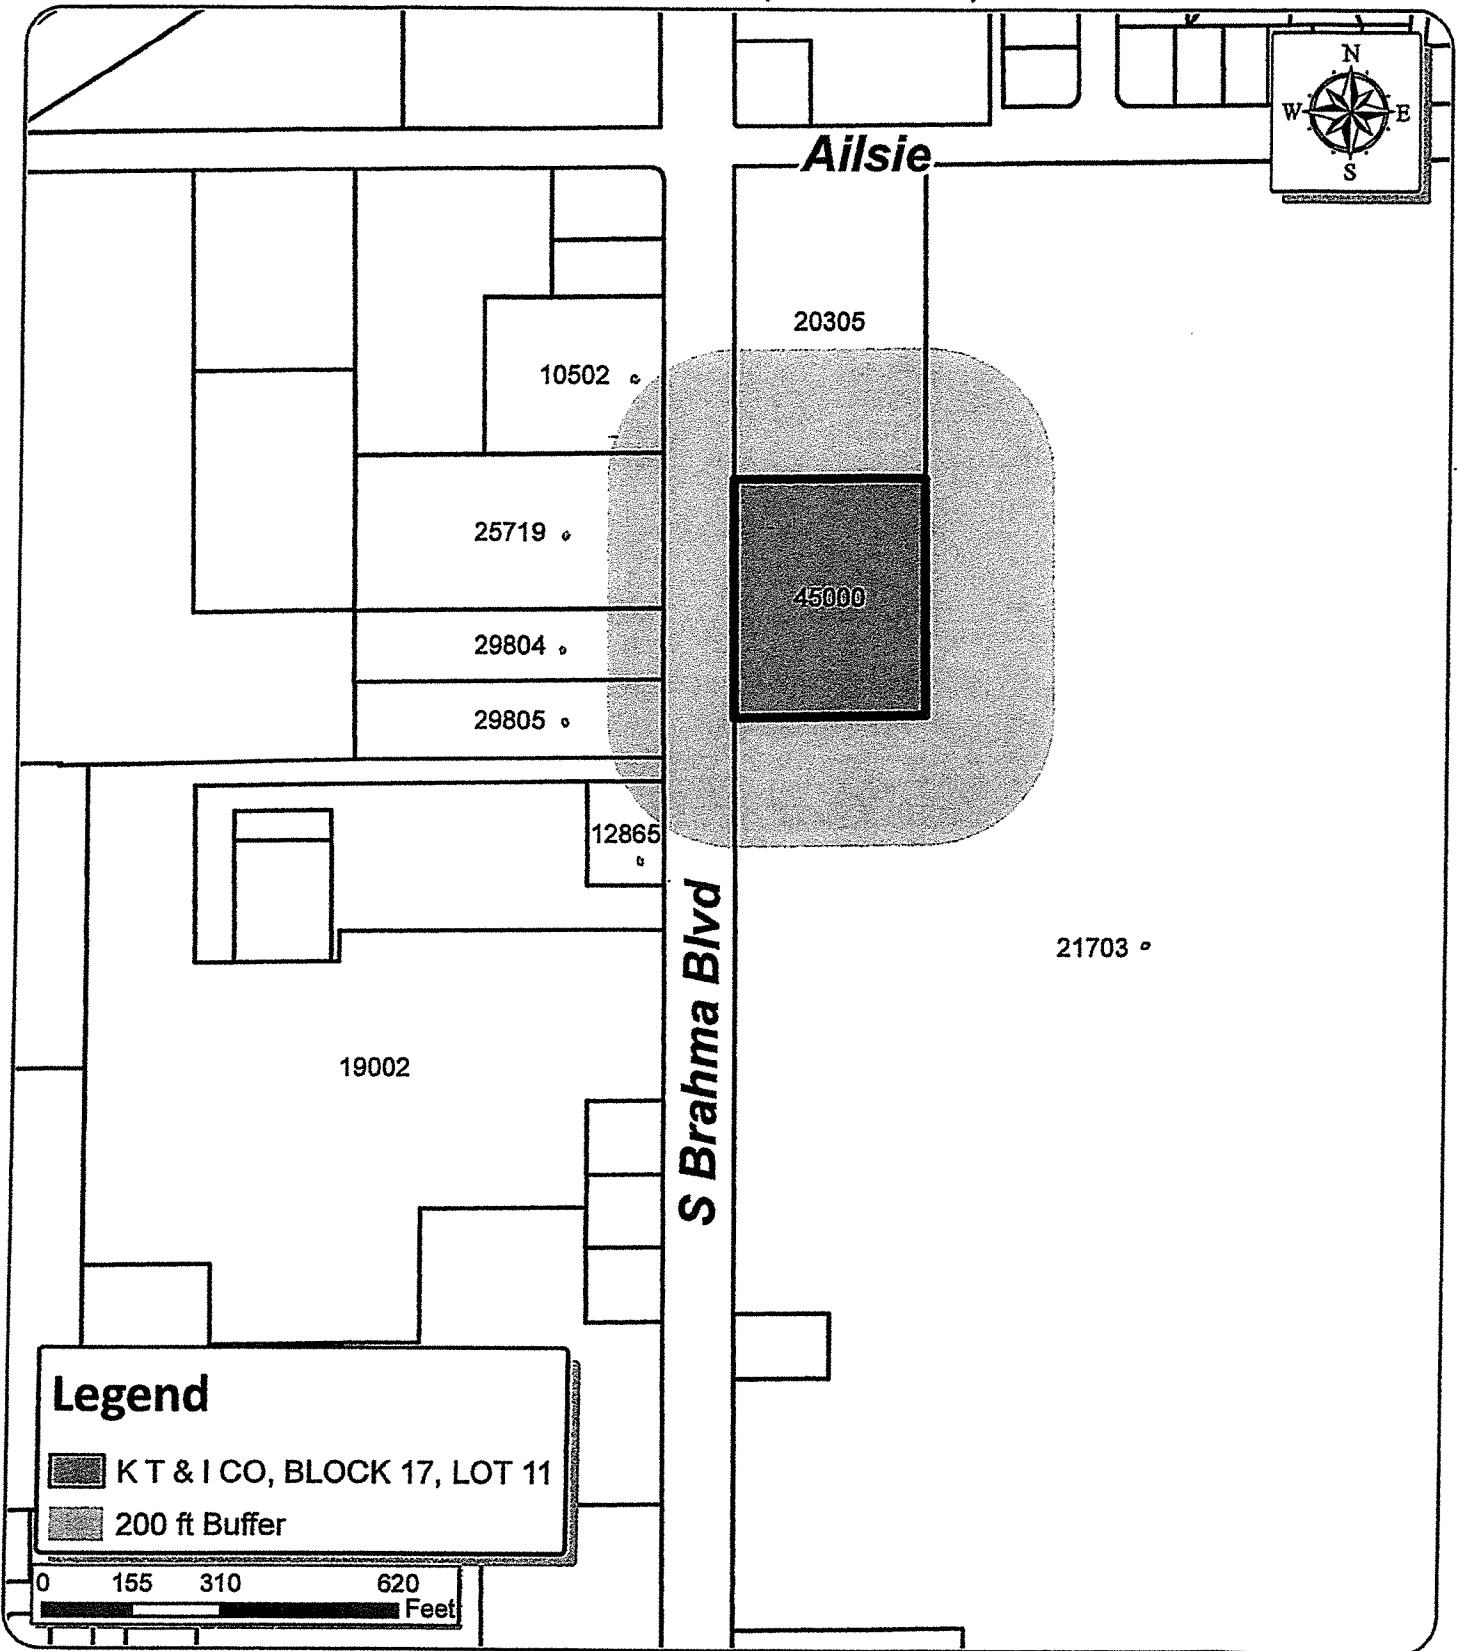 N
W E
S
Ailsie
20305
10502
25719
45000
29804
29805
12865
S Brahma Blvd
21703
19002
Legend
K T & I CO, BLOCK 17, LOT 11
200 ft Buffer
0 155 310 620
Feet